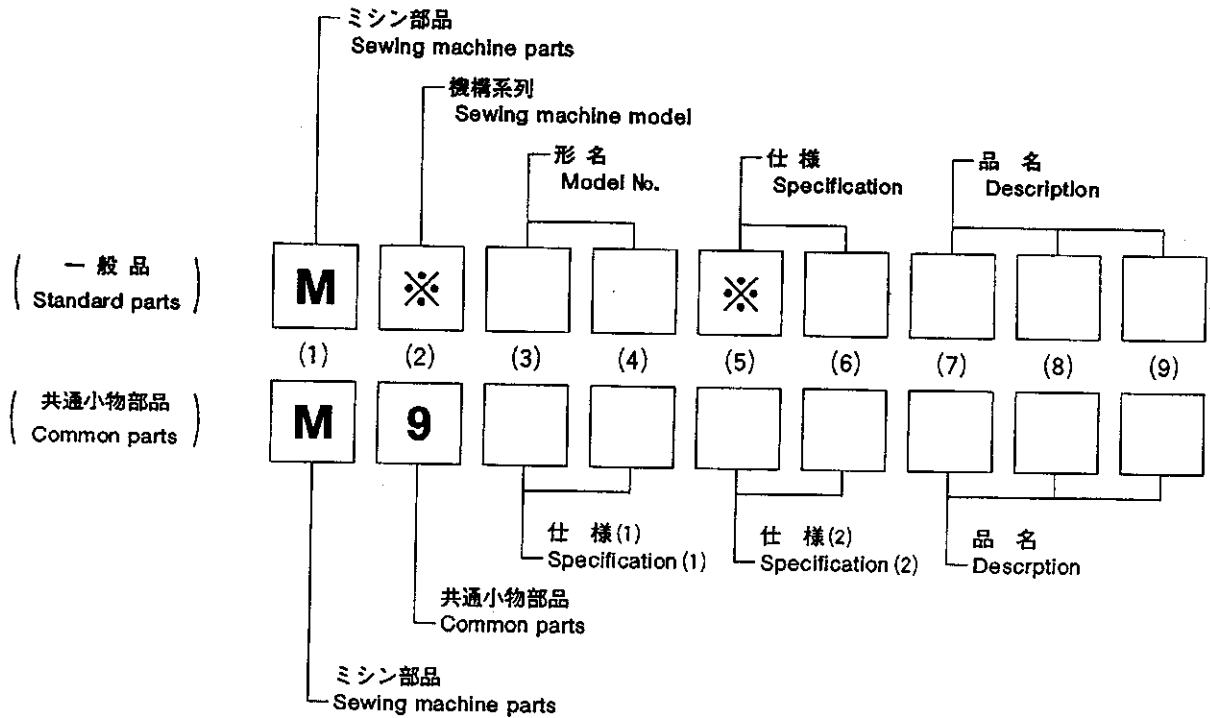 ミシン部品
Sewing machine parts
機構系列
Sewing machine model
形 名
Model No.
仕 様
Specification
品 名
Description
一 般 品
Standard parts
M ※ ※
(1) (2) (3) (4) (5) (6) (7) (8) (9)
共通小物部品
Common parts
M 9
仕 様(1)
Specification (1)
仕 様(2)
Specification (2)
品 名
Descrption
共通小物部品
Common parts
ミシン部品
Sewing machine parts